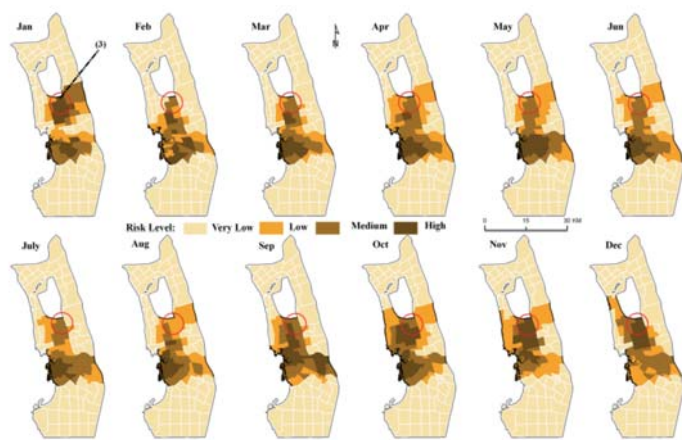 Jan
Feb
Mar
Apr
May
Jun
(3)
N
Risk Level: Very Low Low Medium High
0 15 30 KM
July
Aug
Sep
Oct
Nov
Dec